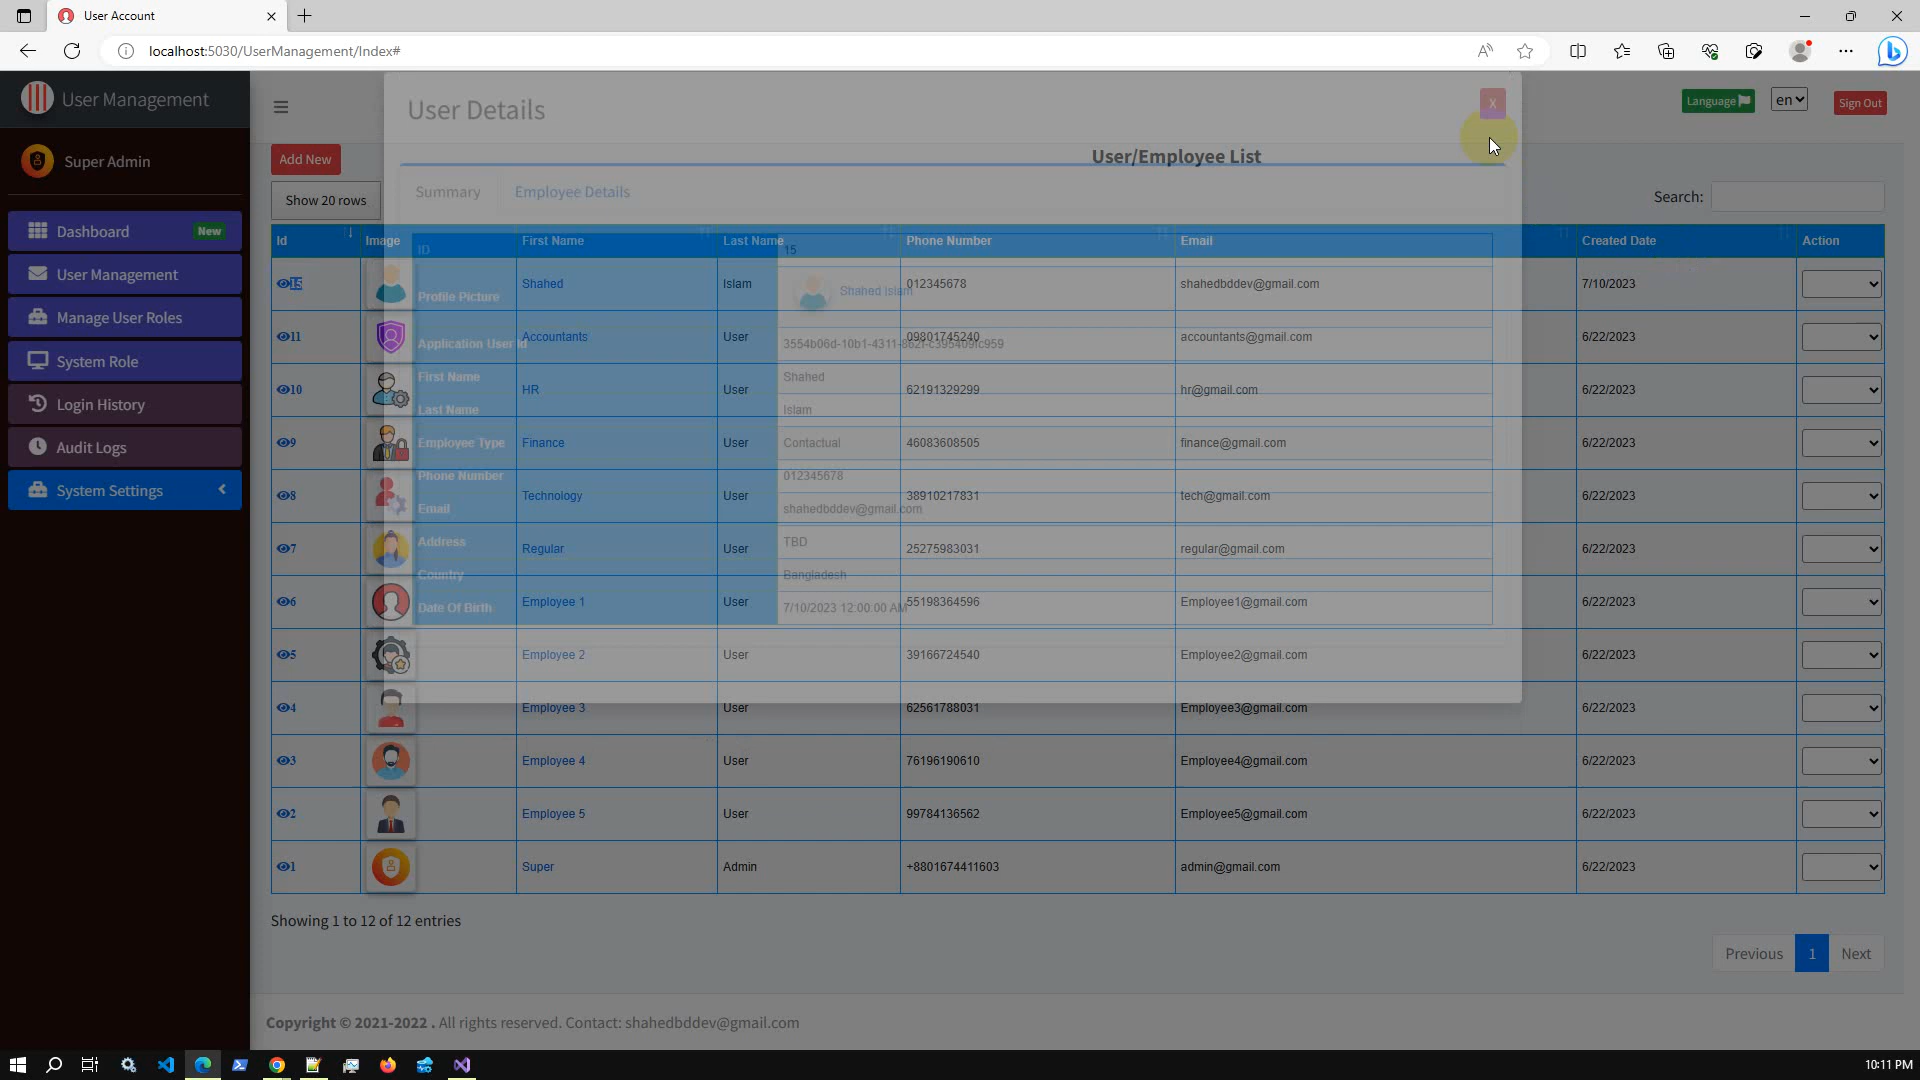 User Account
localhost:5030/UserManagement/Index#
User Management
User Details
X
Language
en
Sign Out
Super Admin
Add New
User/Employee List
Show 20 rows
Summary
Employee Details
Search:
Dashboard New
User Management
Manage User Roles
System Role
Login History
Audit Logs
System Settings
Id Image First Name Last Name Phone Number Email Created Date Action
15 Shahed Islam 012345678 shahedbddev@gmail.com 7/10/2023
11 Accountants User 09801745240 accountants@gmail.com 6/22/2023
10 HR User 62191329299 hr@gmail.com 6/22/2023
9 Finance User 46083608505 finance@gmail.com 6/22/2023
8 Technology User 38910217831 tech@gmail.com 6/22/2023
7 Regular User 25275983031 regular@gmail.com 6/22/2023
6 Employee 1 User 55198364596 Employee1@gmail.com 6/22/2023
5 Employee 2 User 39166724540 Employee2@gmail.com 6/22/2023
4 Employee 3 User 62561788031 Employee3@gmail.com 6/22/2023
3 Employee 4 User 76196190610 Employee4@gmail.com 6/22/2023
2 Employee 5 User 99784136562 Employee5@gmail.com 6/22/2023
1 Super Admin +8801674411603 admin@gmail.com 6/22/2023
ID 15
Profile Picture Shahed Islam
Application User Id
First Name Shahed
Last Name Islam
Employee Type Contactual
Phone Number 012345678
Email shahedbddev@gmail.com
Address TBD
Country Bangladesh
Date Of Birth 7/10/2023 12:00:00 AM
Showing 1 to 12 of 12 entries
Previous 1 Next
Copyright © 2021-2022 . All rights reserved. Contact: shahedbddev@gmail.com
10:11 PM